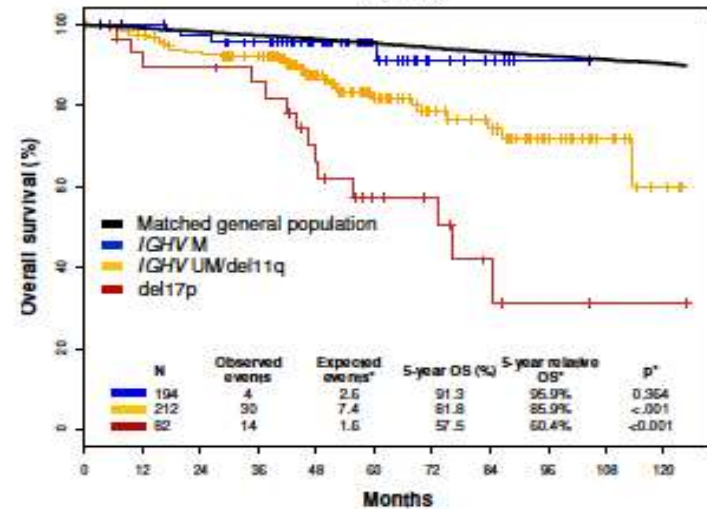 100
80
60
40
20
0
Overall survival (%)
Matched general population
IGHV M
IGHV UM/del11q
del17p
N Observed events Expected events* 5-year OS (%) 5-year relative OS* p*
194 4 2.6 91.3 95.9% 0.364
212 30 7.4 81.8 85.9% <.001
14 1.6 57.5 60.4% <0.001
0 12 24 36 48 60 72 84 96 108 120
Months